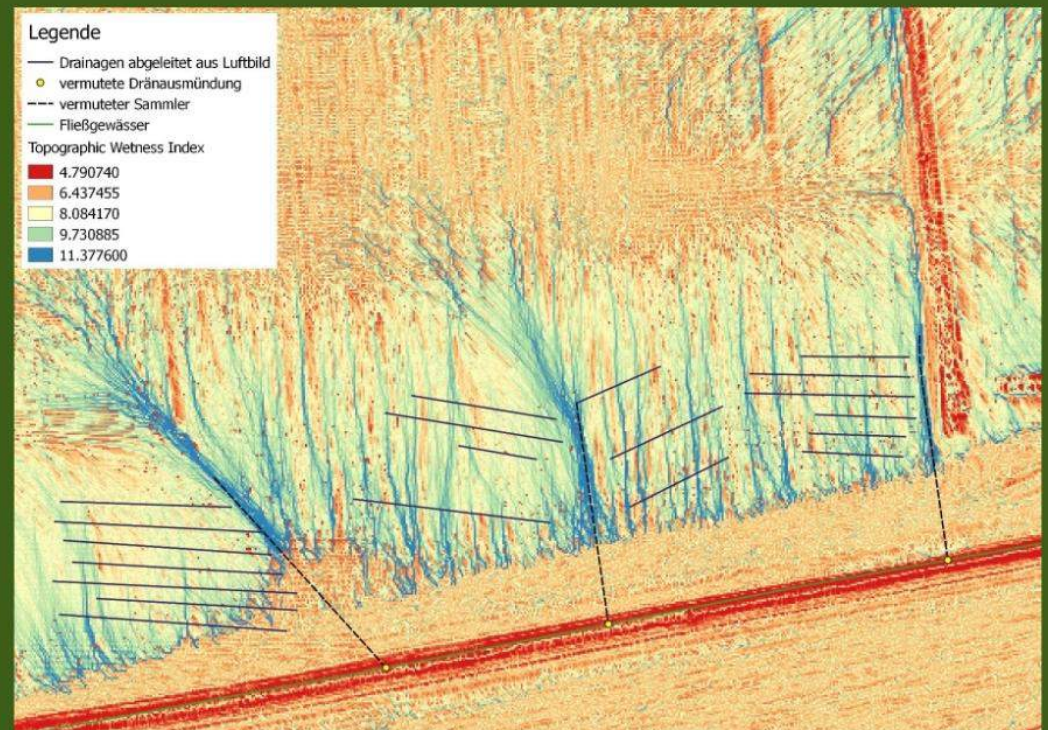 Legende
Drainagen abgeleitet aus Luftbild
vermutete Dränausmündung
vermuteter Sammler
Fließgewässer
Topographic Wetness Index
4.790740
6.437455
8.084170
9.730885
11.377600